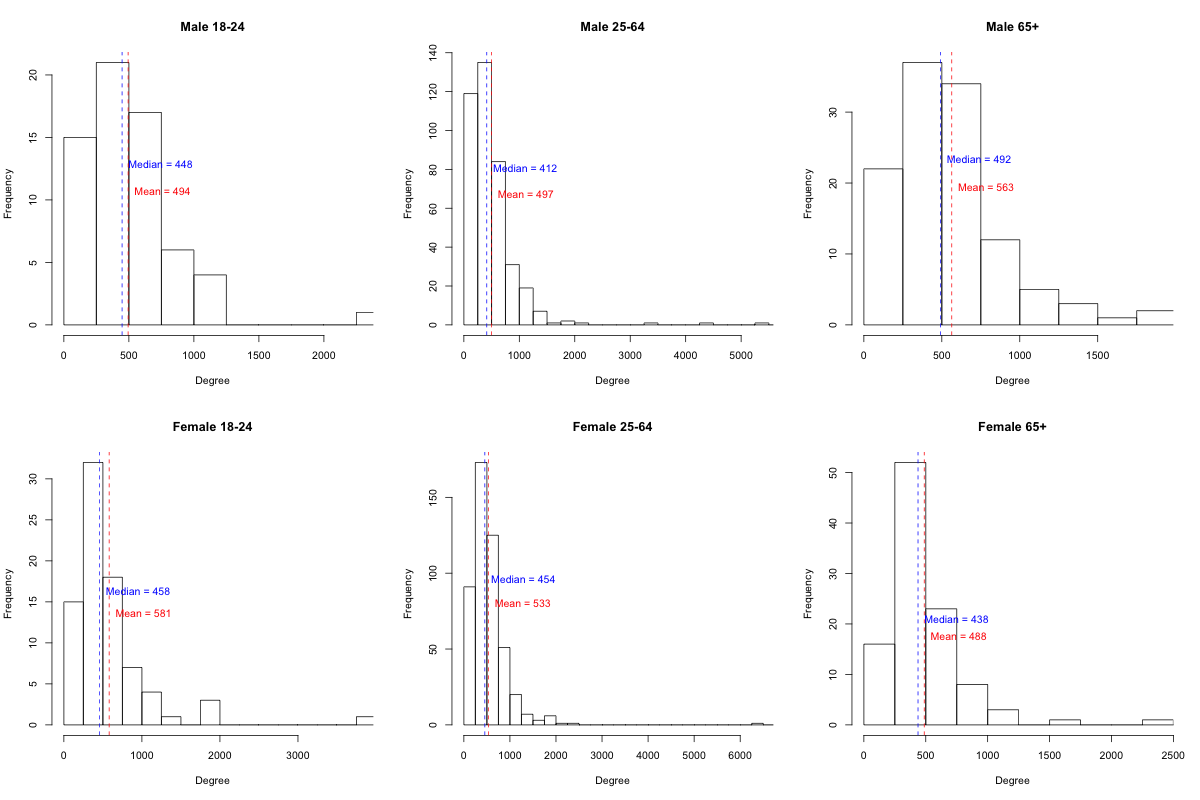 Male 18-24
Frequency
20
15
10
5
0
Median = 448
Mean = 494
0 500 1000 1500 2000
Degree
Male 25-64
Frequency
140
120
100
80
60
40
20
0
Median = 412
Mean = 497
0 1000 2000 3000 4000 5000
Degree
Male 65+
Frequency
30
20
10
0
Median = 492
Mean = 563
0 500 1000 1500
Degree
Female 18-24
Frequency
30
25
20
15
10
5
0
Median = 458
Mean = 581
0 1000 2000 3000
Degree
Female 25-64
Frequency
150
100
50
0
Median = 454
Mean = 533
0 1000 2000 3000 4000 5000 6000
Degree
Female 65+
Frequency
50
40
30
20
10
0
Median = 438
Mean = 488
0 500 1000 1500 2000 2500
Degree